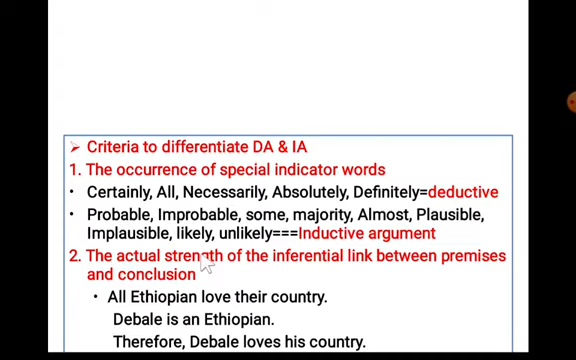 ➢ Criteria to differentiate DA & IA
1. The occurrence of special indicator words
• Certainly, All, Necessarily, Absolutely, Definitely=deductive
• Probable, Improbable, some, majority, Almost, Plausible,
Implausible, likely, unlikely===Inductive argument
2. The actual strength of the inferential link between premises
and conclusion
• All Ethiopian love their country.
Debale is an Ethiopian.
Therefore, Debale loves his country.